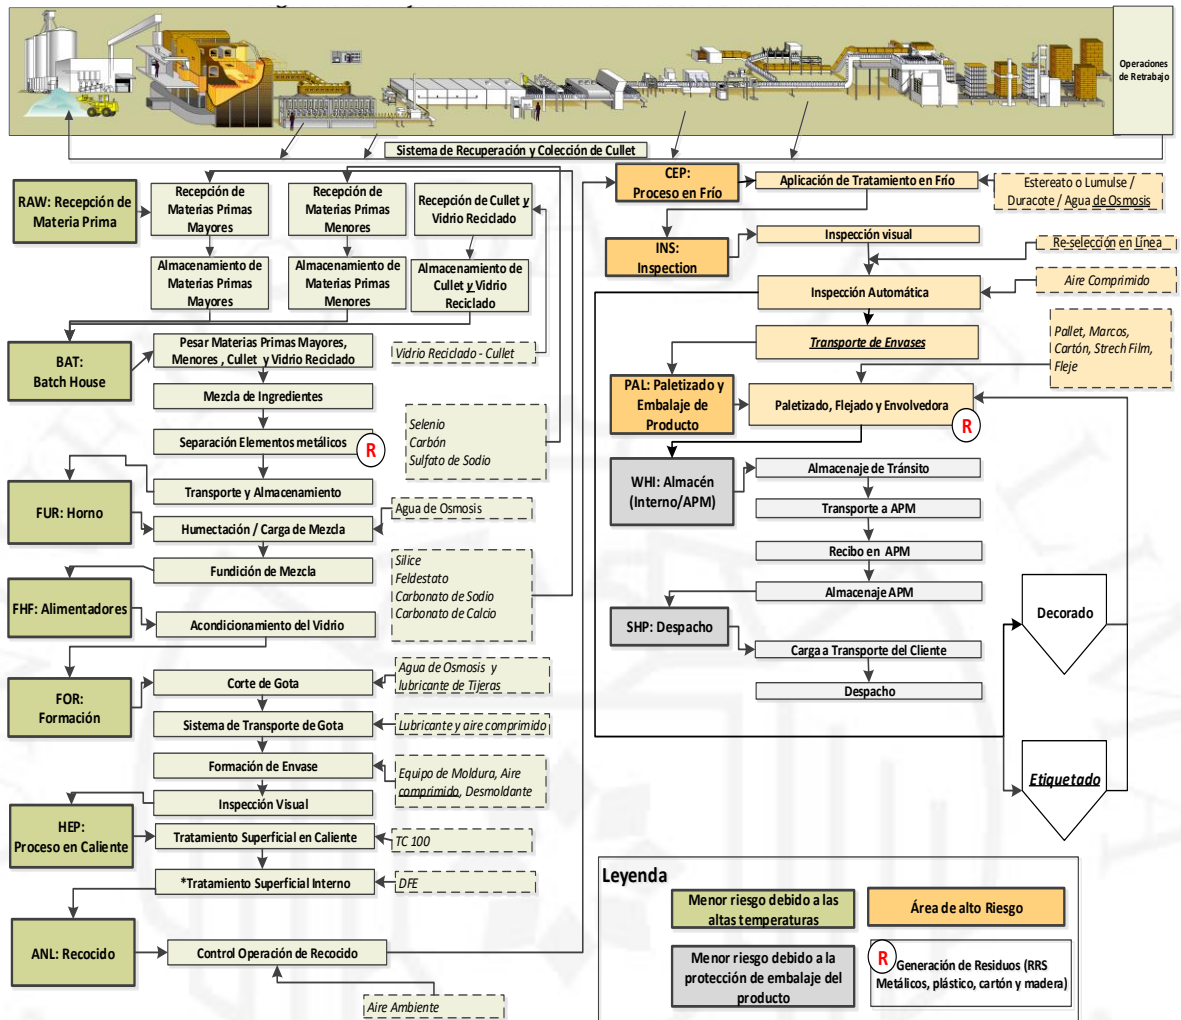 Operaciones
de Retrabajo
Sistema de Recuperación y Colección de Cullet
RAW: Recepción de
Materia Prima
Recepción de
Materias Primas
Mayores
Recepción de
Materias Primas
Menores
Recepción de Cullet y
Vidrio Reciclado
Almacenamiento de
Materias Primas
Mayores
Almacenamiento de
Materias Primas
Menores
Almacenamiento de
Cullet y Vidrio
Reciclado
BAT:
Batch House
Pesar Materias Primas Mayores,
Menores , Cullet y Vidrio Reciclado
Vidrio Reciclado - Cullet
Mezcla de Ingredientes
Separación Elementos metálicos
R
Selenio
Carbón
Sulfato de Sodio
Transporte y Almacenamiento
FUR: Horno
Humectación / Carga de Mezcla
Agua de Osmosis
Fundición de Mezcla
Silice
Feldestato
Carbonato de Sodio
Carbonato de Calcio
FHF: Alimentadores
Acondicionamiento del Vidrio
FOR:
Formación
Corte de Gota
Agua de Osmosis y
lubricante de Tijeras
Sistema de Transporte de Gota
Lubricante y aire comprimido
Formación de Envase
Equipo de Moldura, Aire
comprimido, Desmoldante
Inspección Visual
HEP:
Proceso en Caliente
Tratamiento Superficial en Caliente
TC 100
*Tratamiento Superficial Interno
DFE
ANL: Recocido
Control Operación de Recocido
Aire Ambiente
CEP:
Proceso en Frío
Aplicación de Tratamiento en Frío
Estereato o Lumulse /
Duracote / Agua de Osmosis
INS:
Inspection
Inspección visual
Re-selección en Línea
Inspección Automática
Aire Comprimido
Transporte de Envases
Pallet, Marcos,
Cartón, Strech Film,
Fleje
PAL: Paletizado y
Embalaje de
Producto
Paletizado, Flejado y Envolvedora
R
WHI: Almacén
(Interno/APM)
Almacenaje de Tránsito
Transporte a APM
Recibo en APM
Almacenaje APM
SHP: Despacho
Carga a Transporte del Cliente
Despacho
Decorado
Etiquetado
Leyenda
Menor riesgo debido a las
altas temperaturas
Área de alto Riesgo
Menor riesgo debido a la
protección de embalaje del
producto
R
Generación de Residuos (RRS
Metálicos, plástico, cartón y madera)